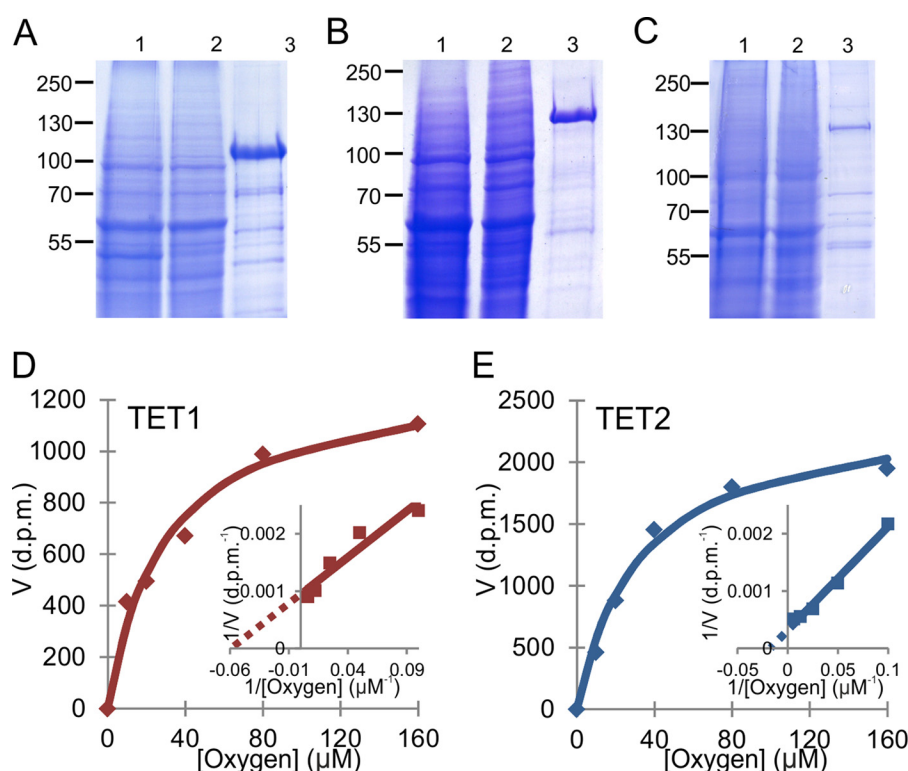 A
1 2 3
250
130
100
70
55
B
1 2 3
250
130
100
70
55
C
1 2 3
250
130
100
70
55
D
TET1
V (d.p.m.)
1200
1000
800
600
400
200
0
0 40 80 120 160
[Oxygen] (µM)
1/V (d.p.m.⁻¹)
0.002
0.001
0
-0.06 -0.01 0.04 0.09
1/[Oxygen] (µM⁻¹)
E
TET2
V (d.p.m.)
2500
2000
1500
1000
500
0
0 40 80 120 160
[Oxygen] (µM)
1/V (d.p.m.⁻¹)
0.002
0.001
0
-0.05 0 0.05 0.1
1/[Oxygen] (µM⁻¹)